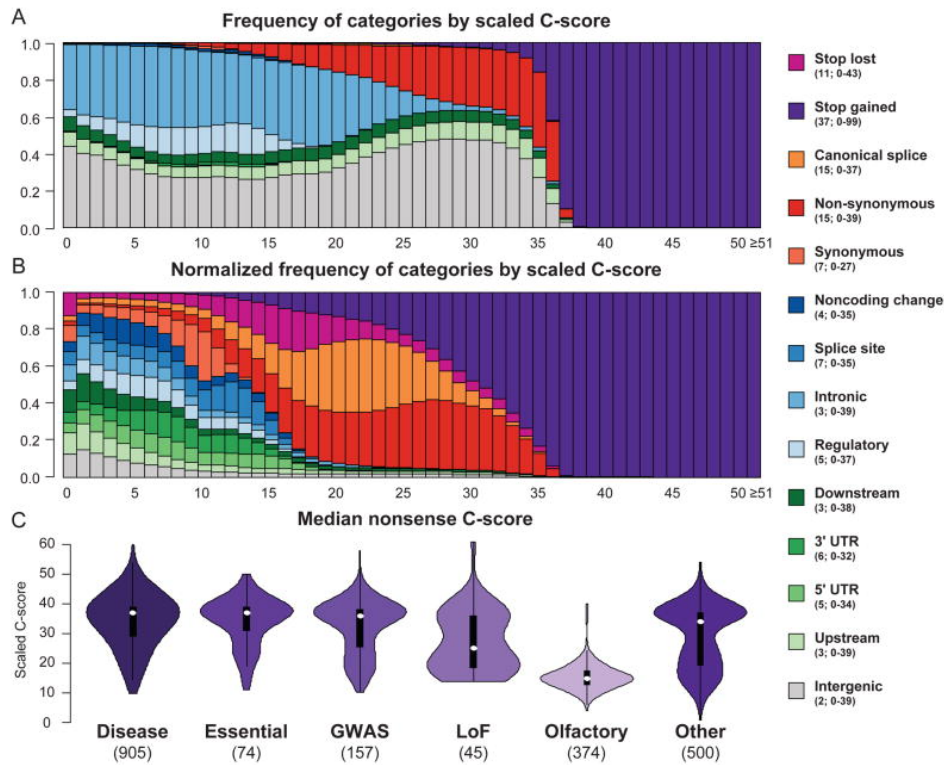 A
Frequency of categories by scaled C-score
1.0
0.8
0.6
0.4
0.2
0.0
0 5 10 15 20 25 30 35 40 45 50 ≥51
B
Normalized frequency of categories by scaled C-score
1.0
0.8
0.6
0.4
0.2
0.0
0 5 10 15 20 25 30 35 40 45 50 ≥51
Stop lost
(11; 0-43)
Stop gained
(37; 0-99)
Canonical splice
(15; 0-37)
Non-synonymous
(15; 0-39)
Synonymous
(7; 0-27)
Noncoding change
(4; 0-35)
Splice site
(7; 0-35)
Intronic
(3; 0-39)
Regulatory
(5; 0-37)
Downstream
(3; 0-38)
3' UTR
(6; 0-32)
5' UTR
(5; 0-34)
Upstream
(3; 0-39)
Intergenic
(2; 0-39)
C
Median nonsense C-score
Scaled C-score
60
50
40
30
20
10
0
Disease Essential GWAS LoF Olfactory Other
(905) (74) (157) (45) (374) (500)